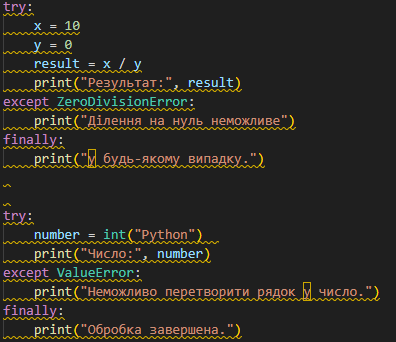 try:
    x = 10
    y = 0
    result = x / y
    print("Результат:", result)
except ZeroDivisionError:
    print("Ділення на нуль неможливе")
finally:
    print("у будь-якому випадку.")
try:
    number = int("Python")
    print("Число:", number)
except ValueError:
    print("Неможливо перетворити рядок у число.")
finally:
    print("Обробка завершена.")